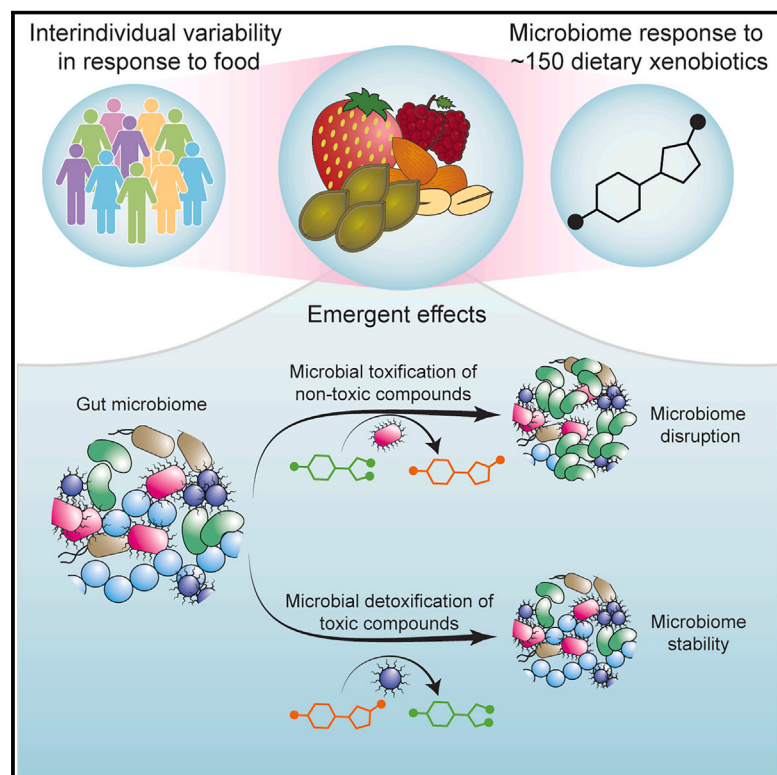 Interindividual variability
in response to food
Microbiome response to
~150 dietary xenobiotics
Emergent effects
Gut microbiome
Microbial toxification of
non-toxic compounds
Microbiome
disruption
Microbial detoxification of
toxic compounds
Microbiome
stability